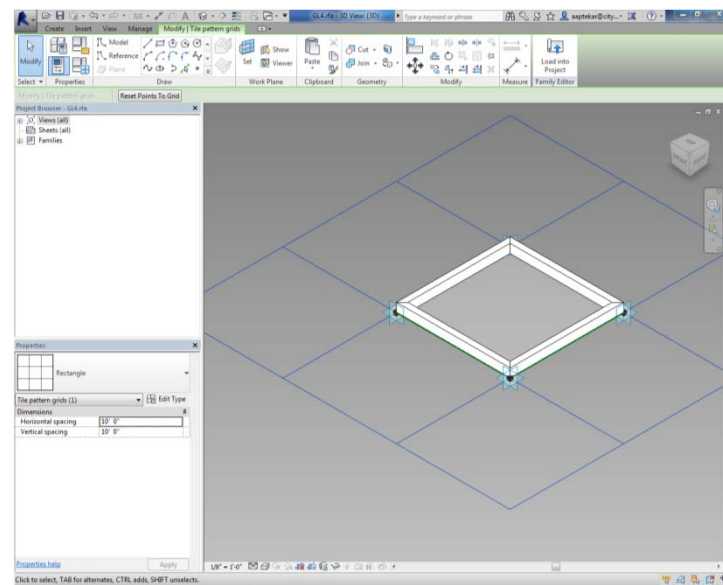 GL4.rfa - 3D View: {3D}
Type a keyword or phrase
aaptekar@city...
Create Insert View Manage Modify | Tile pattern grids
Modify
Model
Reference
Plane
Set
Show
Viewer
Paste
Cut
Join
Load into
Project
Select Properties Draw Work Plane Clipboard Geometry Modify Measure Family Editor
Modify | Tile pattern grids Reset Points To Grid
Project Browser - GL4.rfa
Views (all)
Sheets (all)
Families
Properties
Rectangle
Tile pattern grids (1) Edit Type
Dimensions
Horizontal spacing 10' 0"
Vertical spacing 10' 0"
Properties help Apply
1/8" = 1'-0"
Click to select, TAB for alternates, CTRL adds, SHIFT unselects.